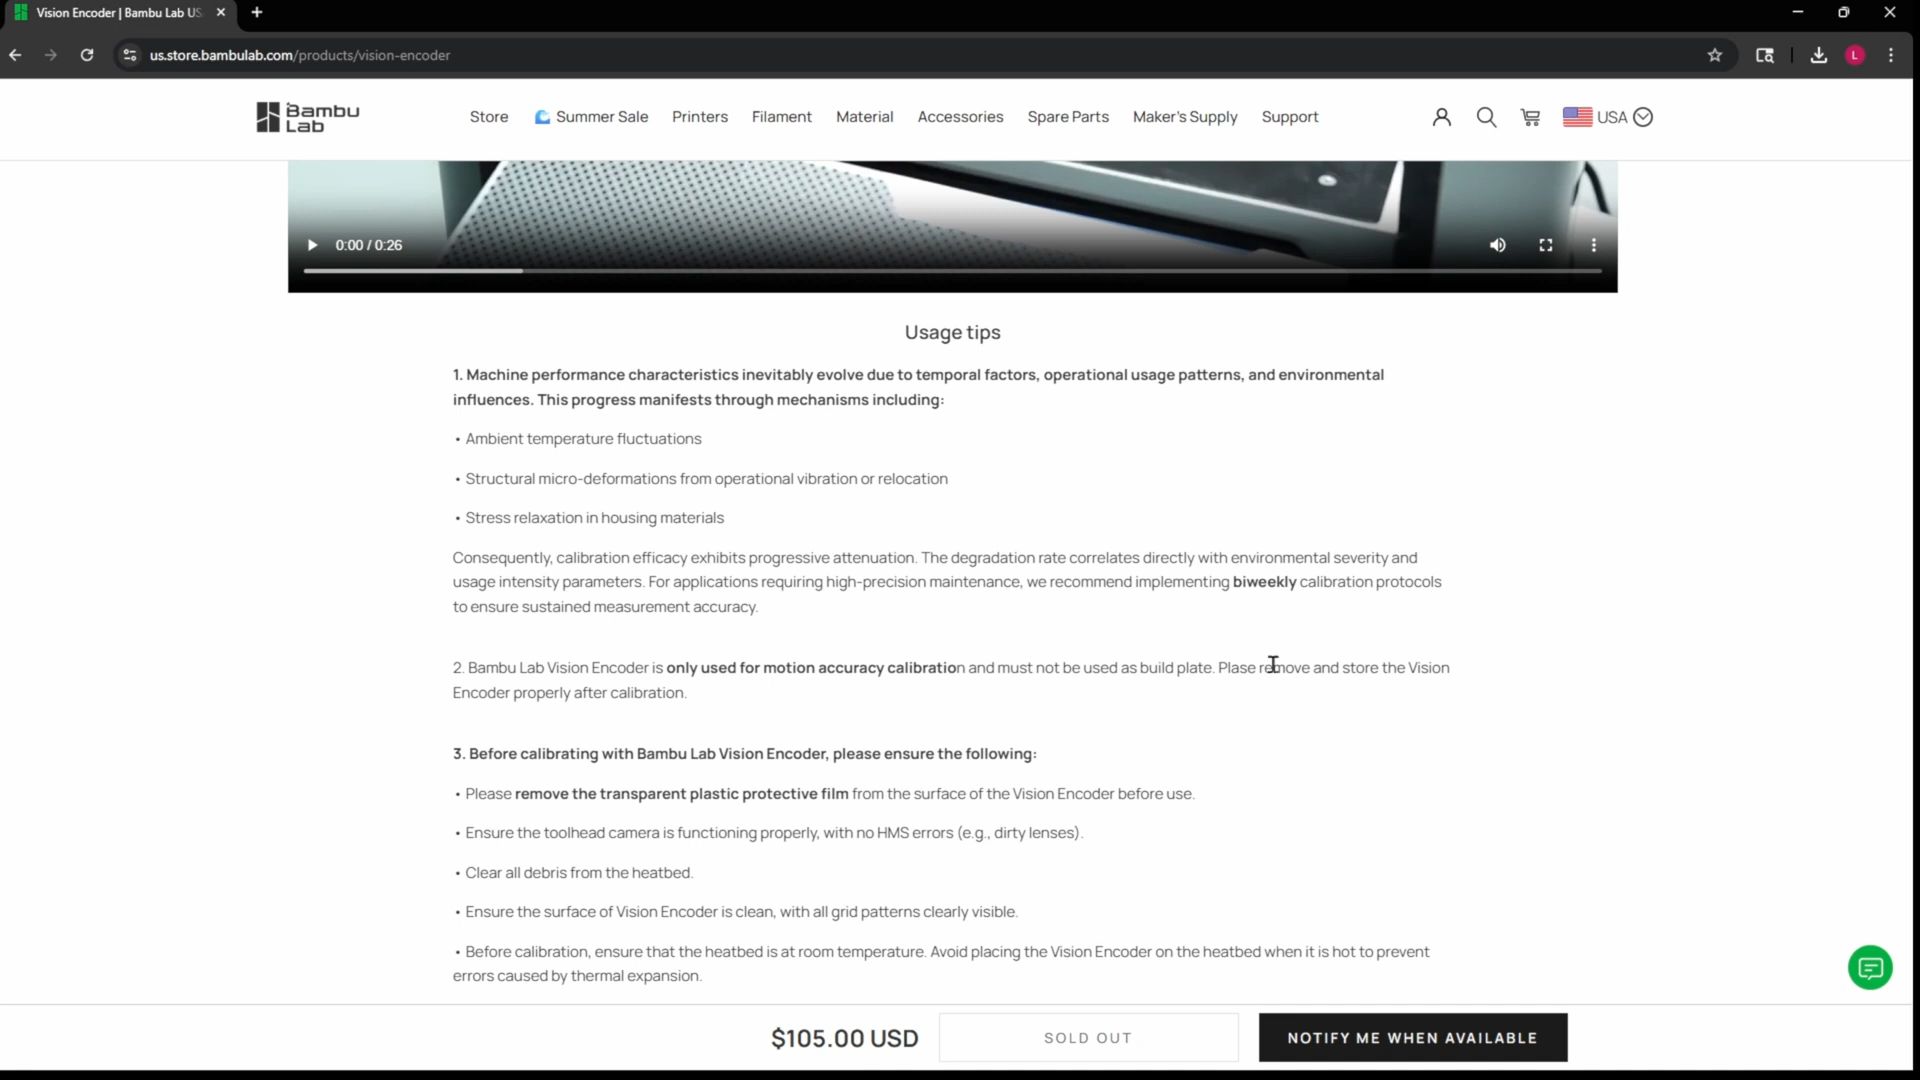 Vision Encoder | Bambu Lab US
us.store.bambulab.com/products/vision-encoder
L
Bambu Lab
Store Summer Sale Printers Filament Material Accessories Spare Parts Maker's Supply Support USA
0:00 / 0:26
Usage tips
1. Machine performance characteristics inevitably evolve due to temporal factors, operational usage patterns, and environmental
influences. This progress manifests through mechanisms including:
• Ambient temperature fluctuations
• Structural micro-deformations from operational vibration or relocation
• Stress relaxation in housing materials
Consequently, calibration efficacy exhibits progressive attenuation. The degradation rate correlates directly with environmental severity and
usage intensity parameters. For applications requiring high-precision maintenance, we recommend implementing biweekly calibration protocols
to ensure sustained measurement accuracy.
2. Bambu Lab Vision Encoder is only used for motion accuracy calibration and must not be used as build plate. Plase remove and store the Vision
Encoder properly after calibration.
3. Before calibrating with Bambu Lab Vision Encoder, please ensure the following:
• Please remove the transparent plastic protective film from the surface of the Vision Encoder before use.
• Ensure the toolhead camera is functioning properly, with no HMS errors (e.g., dirty lenses).
• Clear all debris from the heatbed.
• Ensure the surface of Vision Encoder is clean, with all grid patterns clearly visible.
• Before calibration, ensure that the heatbed is at room temperature. Avoid placing the Vision Encoder on the heatbed when it is hot to prevent
errors caused by thermal expansion.
$105.00 USD SOLD OUT NOTIFY ME WHEN AVAILABLE